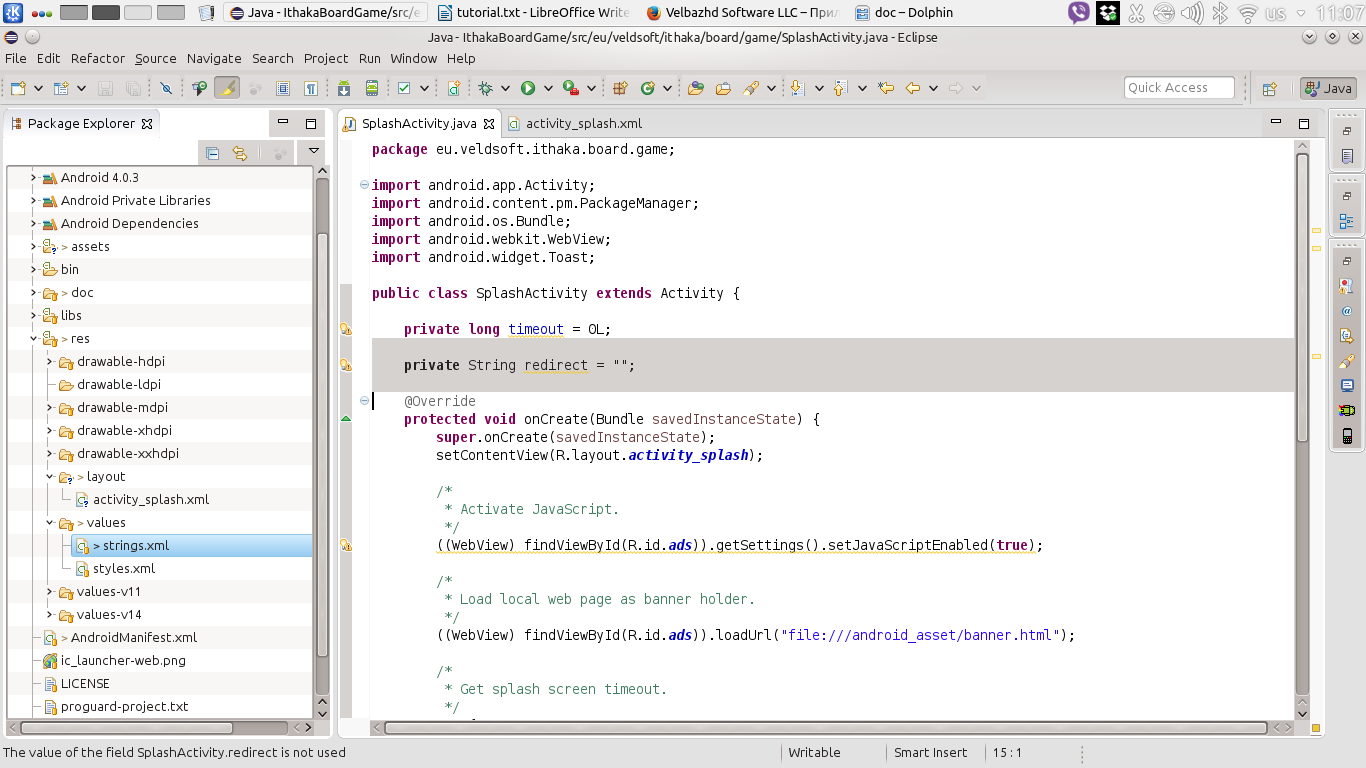 Java - IthakaBoardGame/src/e
tutorial.txt - LibreOffice Write
Velbazhd Software LLC – При
doc – Dolphin
us
11:07
Java - IthakaBoardGame/src/eu/veldsoft/ithaka/board/game/SplashActivity.java - Eclipse
File Edit Refactor Source Navigate Search Project Run Window Help
Quick Access
Java
Package Explorer
SplashActivity.java
activity_splash.xml
Android 4.0.3
Android Private Libraries
Android Dependencies
> assets
bin
> doc
libs
> res
drawable-hdpi
drawable-ldpi
drawable-mdpi
drawable-xhdpi
drawable-xxhdpi
> layout
activity_splash.xml
> values
> strings.xml
styles.xml
values-v11
values-v14
> AndroidManifest.xml
ic_launcher-web.png
LICENSE
proguard-project.txt
package eu.veldsoft.ithaka.board.game;
import android.app.Activity;
import android.content.pm.PackageManager;
import android.os.Bundle;
import android.webkit.WebView;
import android.widget.Toast;
public class SplashActivity extends Activity {
private long timeout = 0L;
private String redirect = "";
@Override
protected void onCreate(Bundle savedInstanceState) {
super.onCreate(savedInstanceState);
setContentView(R.layout.activity_splash);
/*
* Activate JavaScript.
*/
((WebView) findViewById(R.id.ads)).getSettings().setJavaScriptEnabled(true);
/*
* Load local web page as banner holder.
*/
((WebView) findViewById(R.id.ads)).loadUrl("file:///android_asset/banner.html");
/*
* Get splash screen timeout.
*/
The value of the field SplashActivity.redirect is not used
Writable
Smart Insert
15 : 1